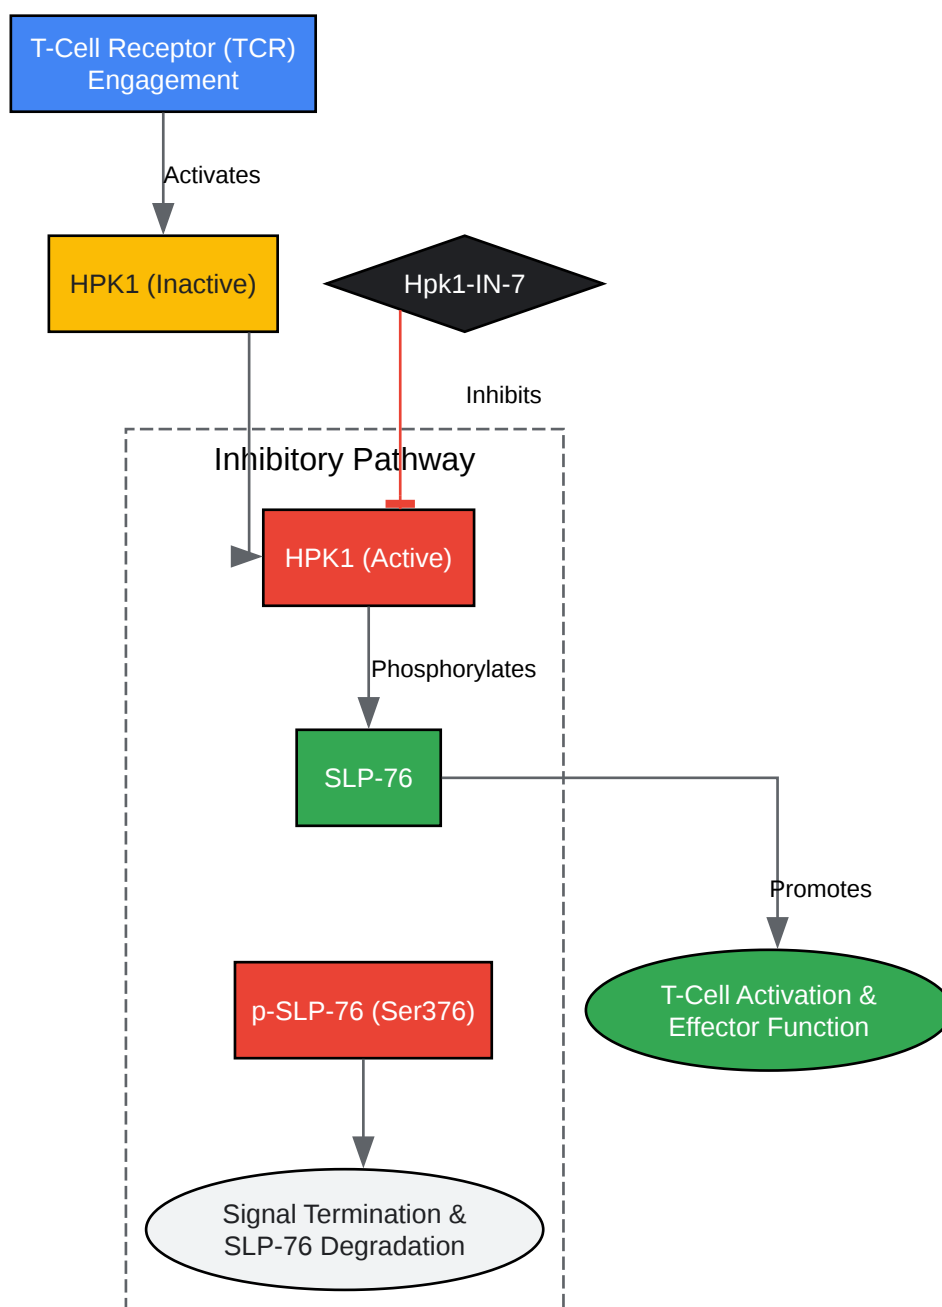 T-Cell Receptor (TCR)
Engagement
Activates
HPK1 (Inactive)
Hpk1-IN-7
Inhibits
Inhibitory Pathway
HPK1 (Active)
Phosphorylates
SLP-76
Promotes
p-SLP-76 (Ser376)
T-Cell Activation &
Effector Function
Signal Termination &
SLP-76 Degradation